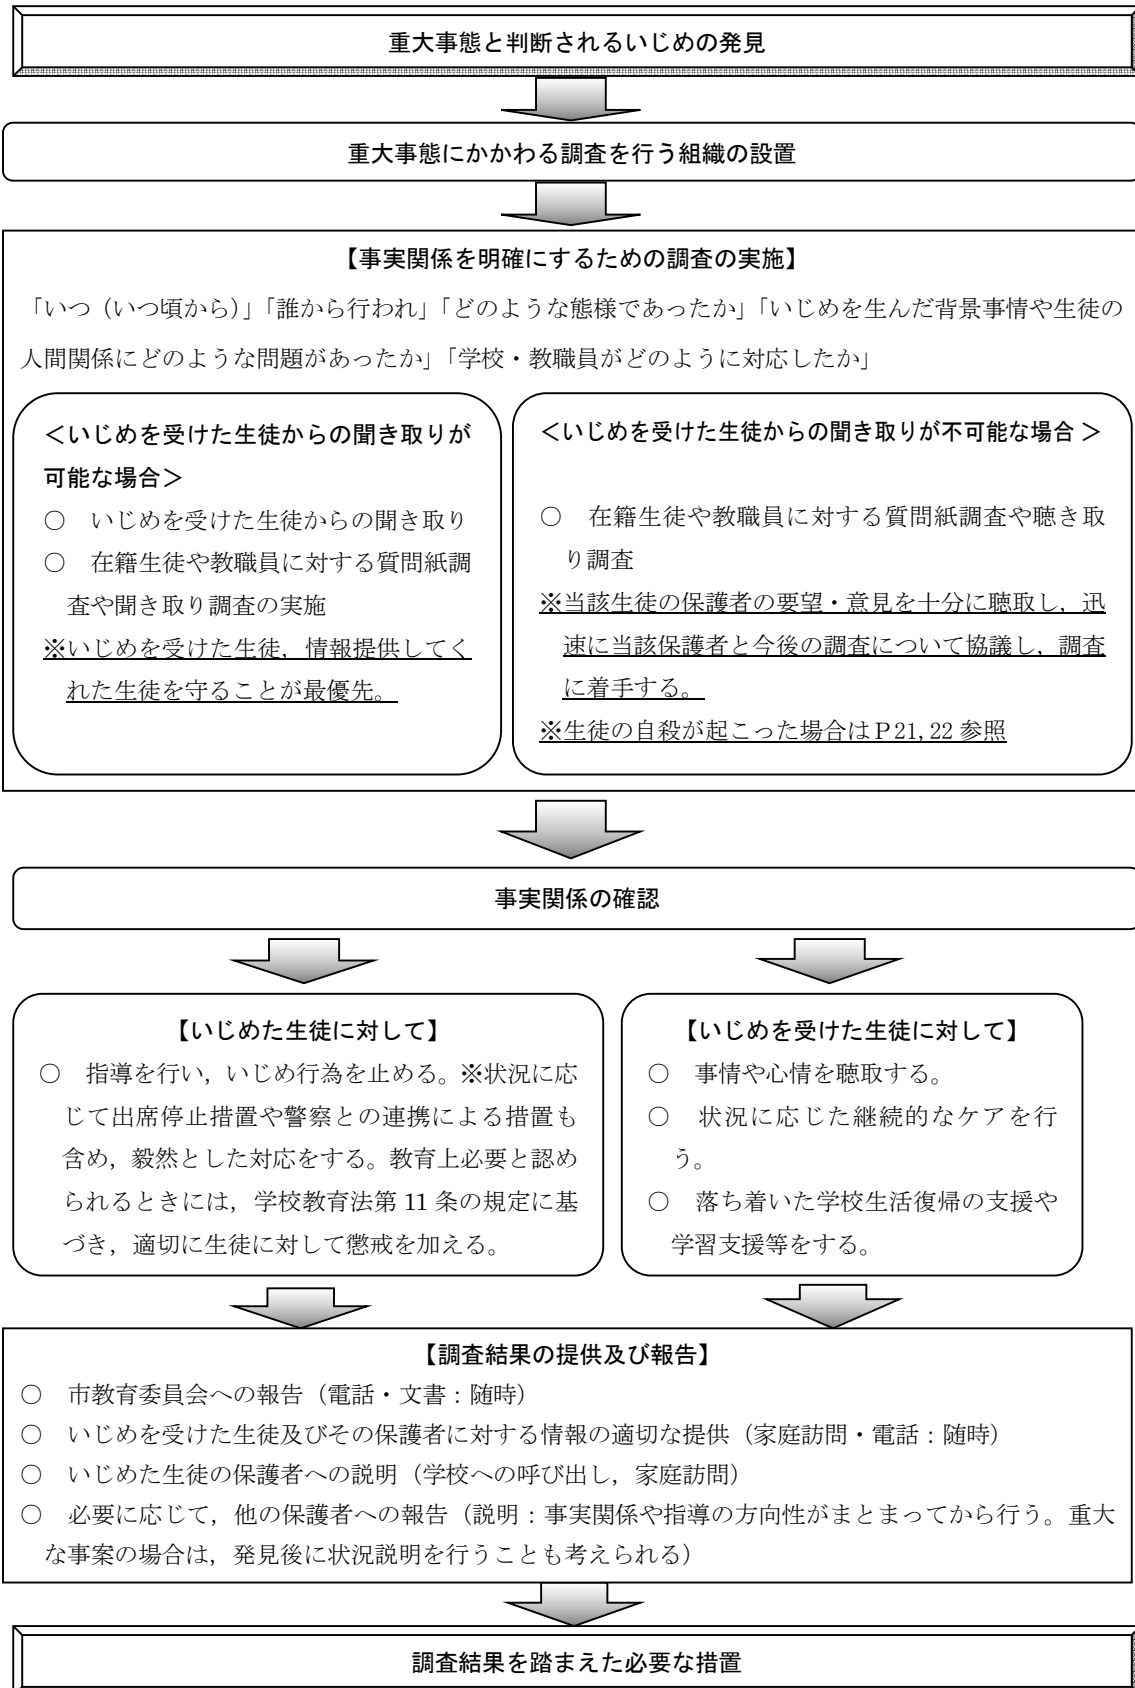 重大事態と判断されるいじめの発見
重大事態にかかわる調査を行う組織の設置
【事実関係を明確にするための調査の実施】
「いつ（いつ頃から）」「誰から行われ」「どのような態様であったか」「いじめを生んだ背景事情や生徒の
人間関係にどのような問題があったか」「学校・教職員がどのように対応したか」
＜いじめを受けた生徒からの聞き取りが
可能な場合＞
○　いじめを受けた生徒からの聞き取り
○　在籍生徒や教職員に対する質問紙調
査や聞き取り調査の実施
※いじめを受けた生徒，情報提供してく
れた生徒を守ることが最優先。
＜いじめを受けた生徒からの聞き取りが不可能な場合＞
○　在籍生徒や教職員に対する質問紙調査や聴き取
り調査
※当該生徒の保護者の要望・意見を十分に聴取し，迅
速に当該保護者と今後の調査について協議し，調査
に着手する。
※生徒の自殺が起こった場合はＰ21, 22 参照
事実関係の確認
【いじめた生徒に対して】
○　指導を行い，いじめ行為を止める。※状況に応
じて出席停止措置や警察との連携による措置も
含め，毅然とした対応をする。教育上必要と認め
られるときには，学校教育法第 11 条の規定に基
づき，適切に生徒に対して懲戒を加える。
【いじめを受けた生徒に対して】
○　事情や心情を聴取する。
○　状況に応じた継続的なケアを行
う。
○　落ち着いた学校生活復帰の支援や
学習支援等をする。
【調査結果の提供及び報告】
○　市教育委員会への報告（電話・文書：随時）
○　いじめを受けた生徒及びその保護者に対する情報の適切な提供（家庭訪問・電話：随時）
○　いじめた生徒の保護者への説明（学校への呼び出し，家庭訪問）
○　必要に応じて，他の保護者への報告（説明：事実関係や指導の方向性がまとまってから行う。重大
な事案の場合は，発見後に状況説明を行うことも考えられる）
調査結果を踏まえた必要な措置